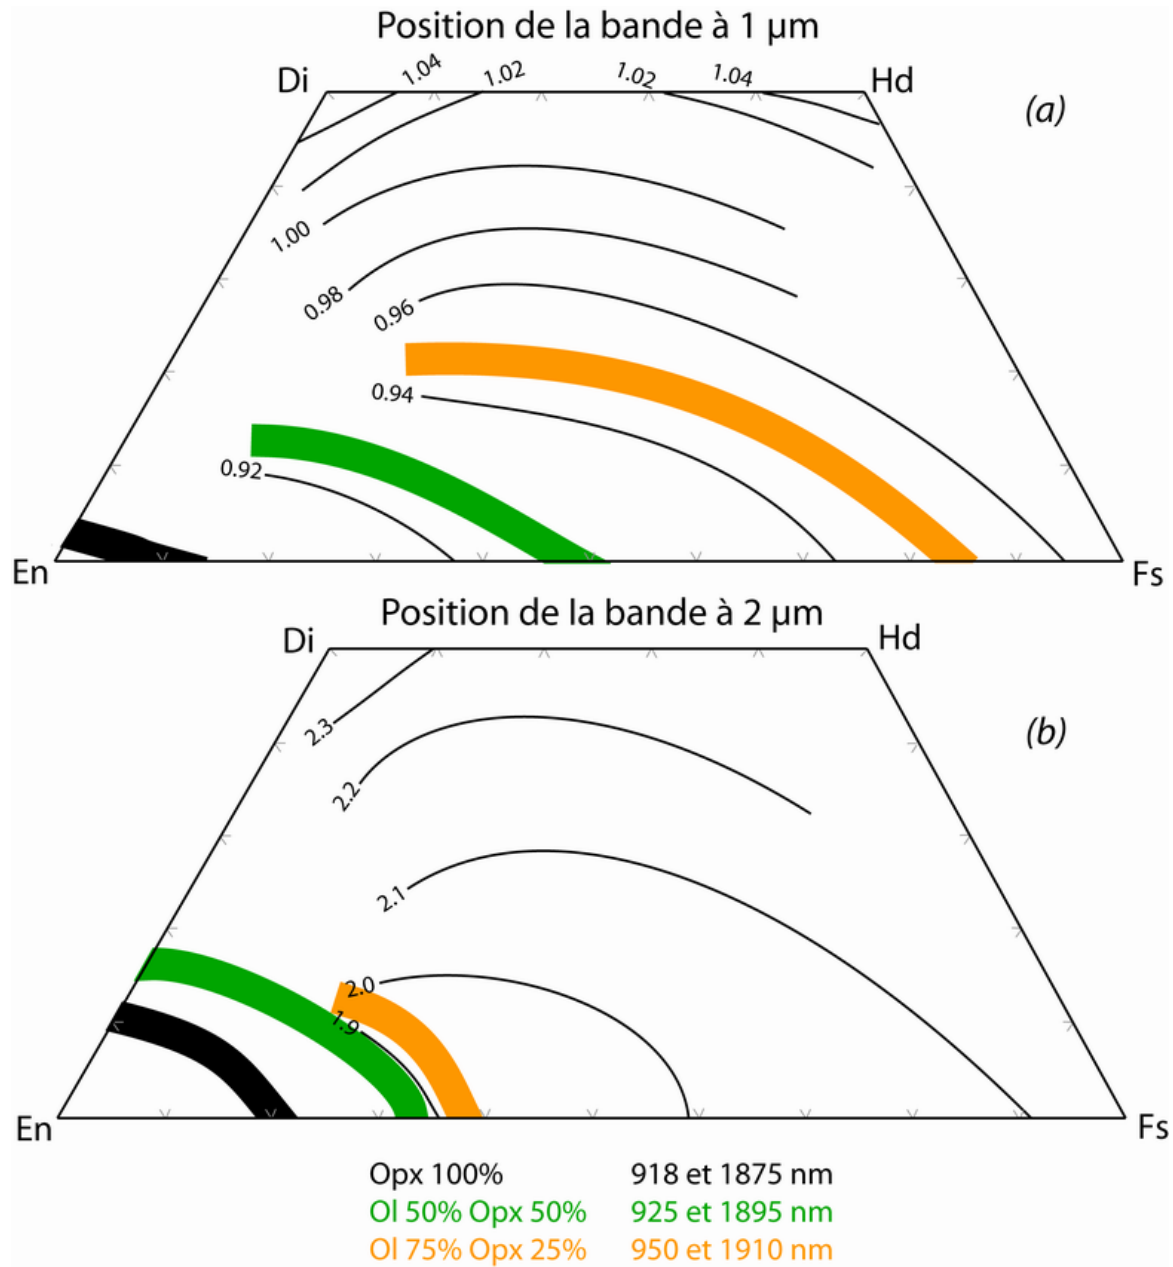 Position de la bande à 1 µm
Di
1.04
1.02
1.02
1.04
Hd
(a)
1.00
0.98
0.96
0.94
0.92
En
Fs
Position de la bande à 2 µm
Di
Hd
(b)
2.3
2.2
2.1
2.0
1.9
En
Fs
Opx 100% 918 et 1875 nm
Ol 50% Opx 50% 925 et 1895 nm
Ol 75% Opx 25% 950 et 1910 nm